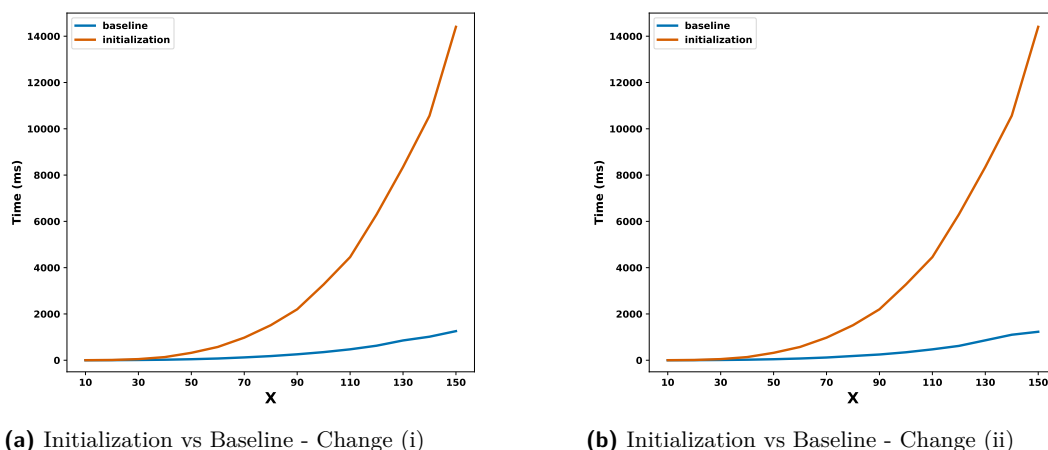 baseline
initialization
14000
12000
10000
8000
6000
4000
2000
0
Time (ms)
10 30 50 70 90 110 130 150
X
(a) Initialization vs Baseline - Change (i)
baseline
initialization
14000
12000
10000
8000
6000
4000
2000
0
Time (ms)
10 30 50 70 90 110 130 150
X
(b) Initialization vs Baseline - Change (ii)